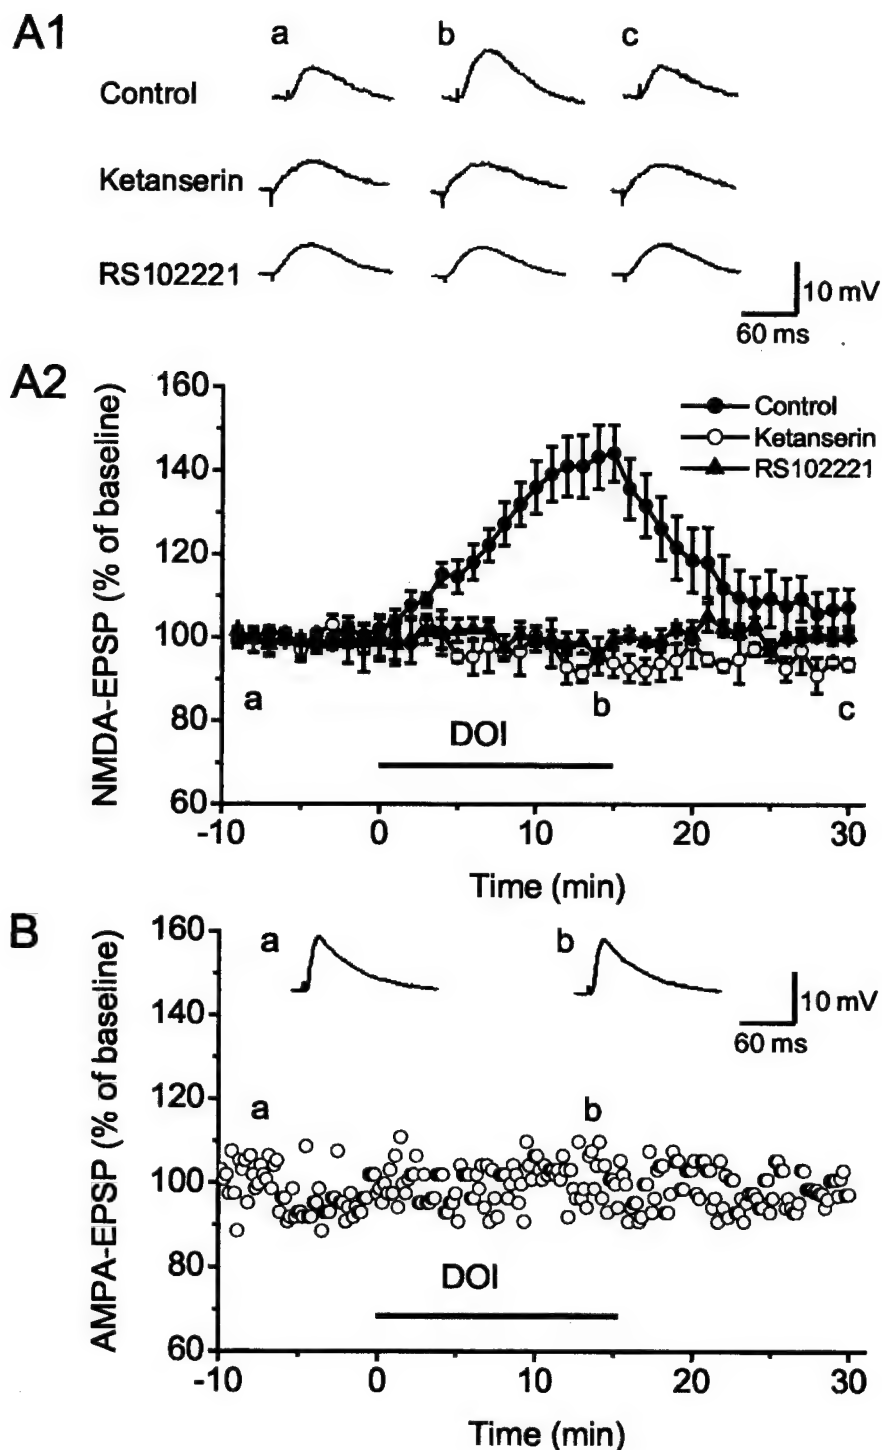 A1
a b c
Control
Ketanserin
RS102221
10 mV
60 ms
A2
NMDA-EPSP (% of baseline)
160
140
120
100
80
60
Control
Ketanserin
RS102221
a b c
DOI
-10 0 10 20 30
Time (min)
B
AMPA-EPSP (% of baseline)
160
140
120
100
80
60
a b
10 mV
60 ms
a b
DOI
-10 0 10 20 30
Time (min)